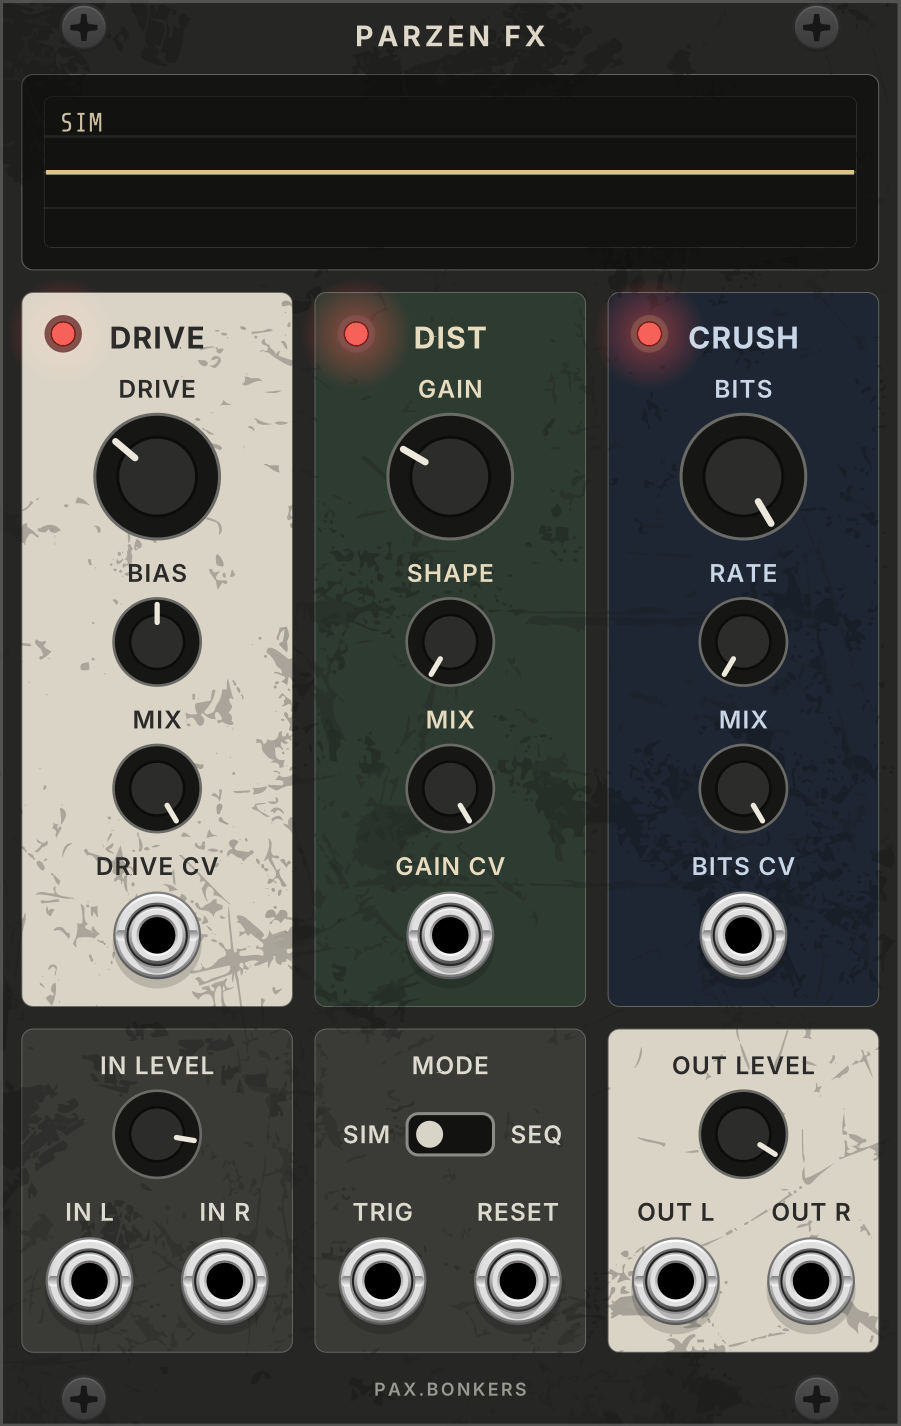 PARZEN FX
SIM
DRIVE
DRIVE
BIAS
MIX
DRIVE CV
DIST
GAIN
SHAPE
MIX
GAIN CV
CRUSH
BITS
RATE
MIX
BITS CV
IN LEVEL
IN L IN R
MODE
SIM SEQ
TRIG RESET
OUT LEVEL
OUT L OUT R
PAX.BONKERS